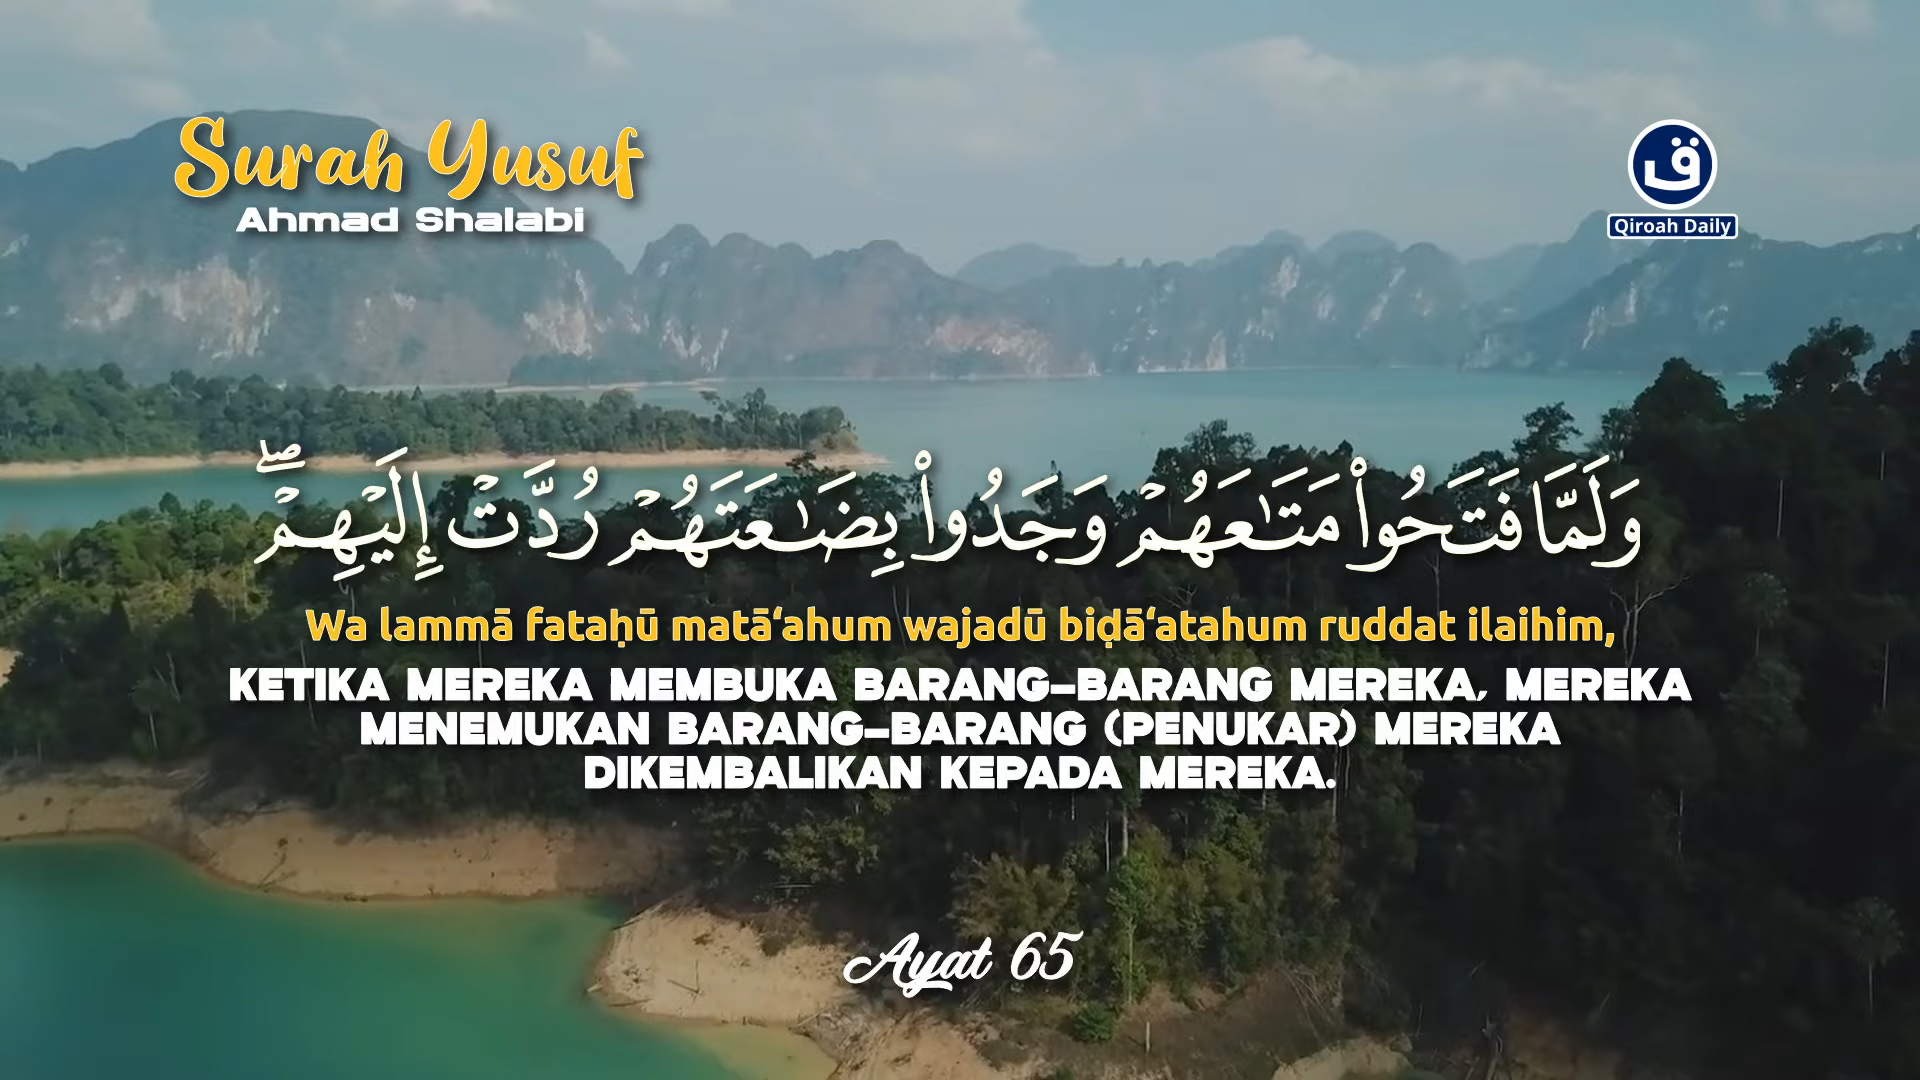 Surah Yusuf
Ahmad Shalabi
ق
Qiroah Daily
وَلَمَّا فَتَحُوا۟ مَتَـٰعَهُمْ وَجَدُوا۟ بِضَـٰعَتَهُمْ رُدَّتْ إِلَيْهِمْ ۖ
Wa lammā fataḥū matā‘ahum wajadū biḍā‘atahum ruddat ilaihim,
KETIKA MEREKA MEMBUKA BARANG-BARANG MEREKA, MEREKA
MENEMUKAN BARANG-BARANG (PENUKAR) MEREKA
DIKEMBALIKAN KEPADA MEREKA.
Ayat 65